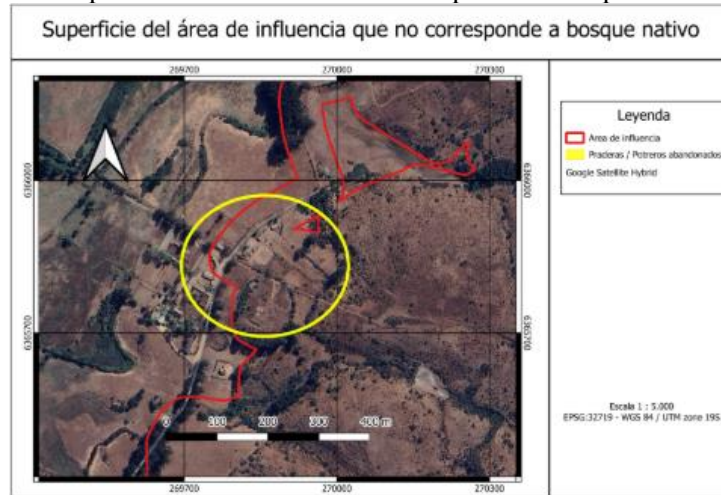 Superficie del área de influencia que no corresponde a bosque nativo
269700 270000 270300
Leyenda
Area de influencia
Praderas / Potreros abandonados
Google Satellite Hybrid
6366000 6366000
6365700 6365700
0 100 200 300 400 m
Escala 1 : 5.000
EPSG:32719 - WGS 84 / UTM zone 19S
269700 270000 270300